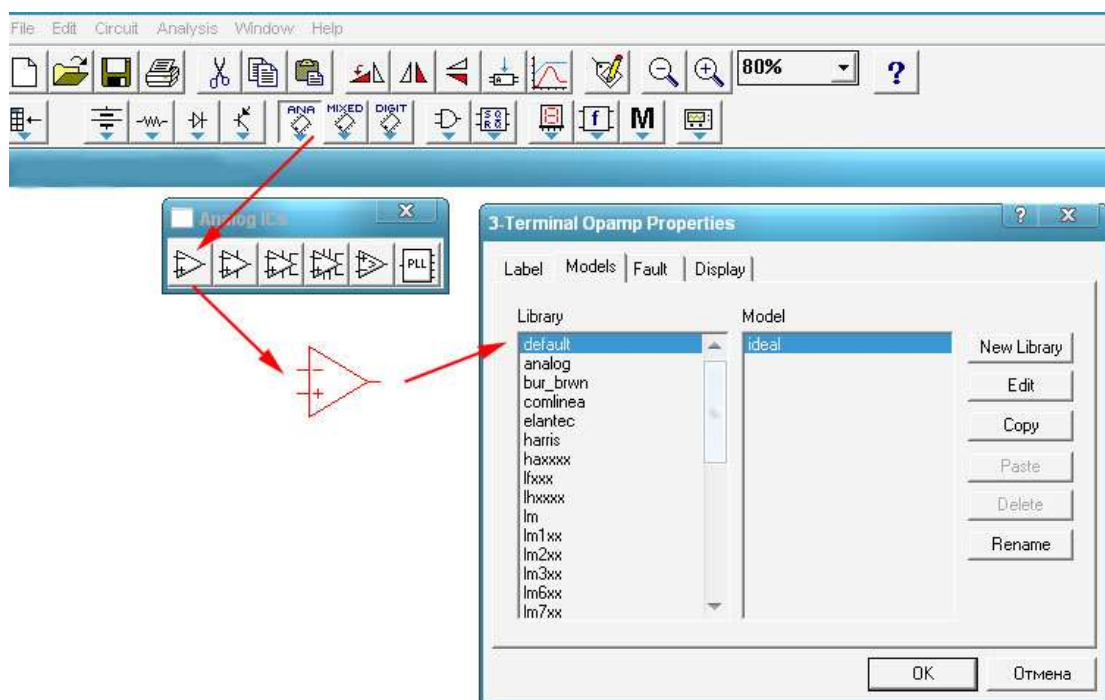 File Edit Circuit Analysis Window Help
80% ?
ANA MIXED DIGIT
f M
Analog ICs
PLL
3-Terminal Opamp Properties
Label Models Fault Display
Library Model
default ideal
analog
bur_brwn
comlinea
elantec
harris
haxxxx
lfxxx
lhxxxx
lm
lm1xx
lm2xx
lm3xx
lm6xx
lm7xx
New Library
Edit
Copy
Paste
Delete
Rename
OK Отмена